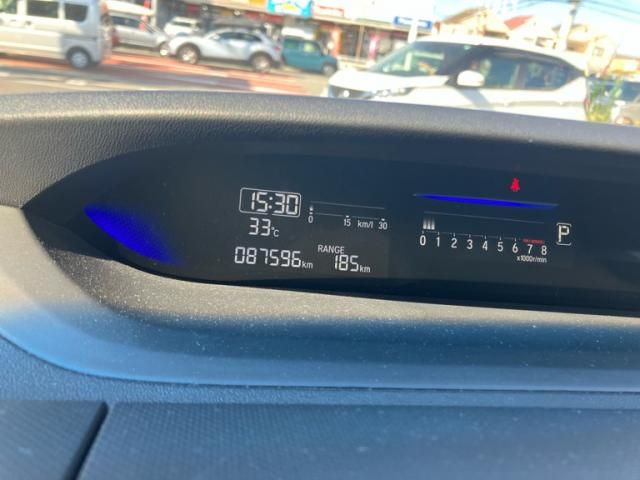 15:30
0 15 km/l 30
33℃
087596km
RANGE
185km
0 1 2 3 4 5 6 7 8
x1000r/min
P